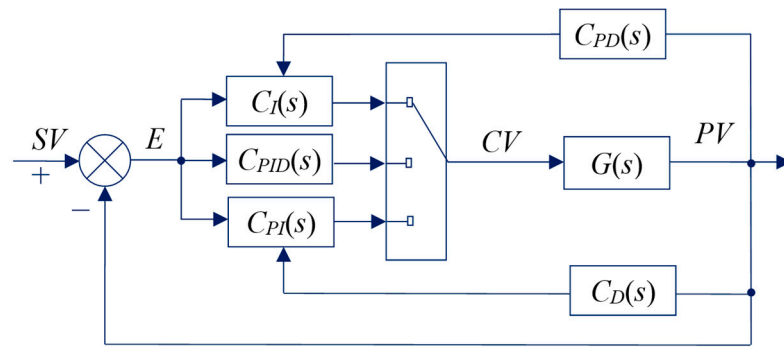 C_PD(s)
C_I(s)
SV
E
C_PID(s)
CV
G(s)
PV
+
−
C_PI(s)
C_D(s)